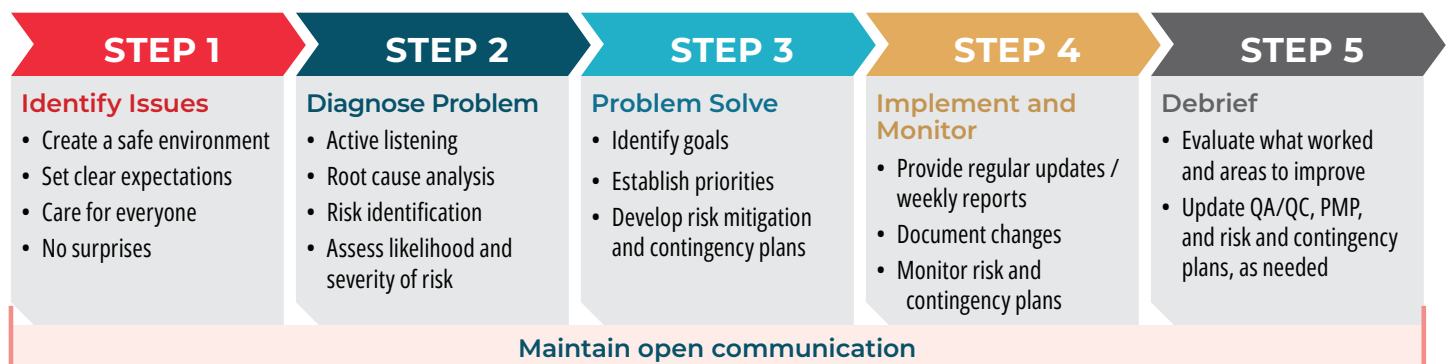 STEP 1
Identify Issues
• Create a safe environment
• Set clear expectations
• Care for everyone
• No surprises
STEP 2
Diagnose Problem
• Active listening
• Root cause analysis
• Risk identification
• Assess likelihood and
severity of risk
STEP 3
Problem Solve
• Identify goals
• Establish priorities
• Develop risk mitigation
and contingency plans
STEP 4
Implement and
Monitor
• Provide regular updates /
weekly reports
• Document changes
• Monitor risk and
contingency plans
STEP 5
Debrief
• Evaluate what worked
and areas to improve
• Update QA/QC, PMP,
and risk and contingency
plans, as needed
Maintain open communication